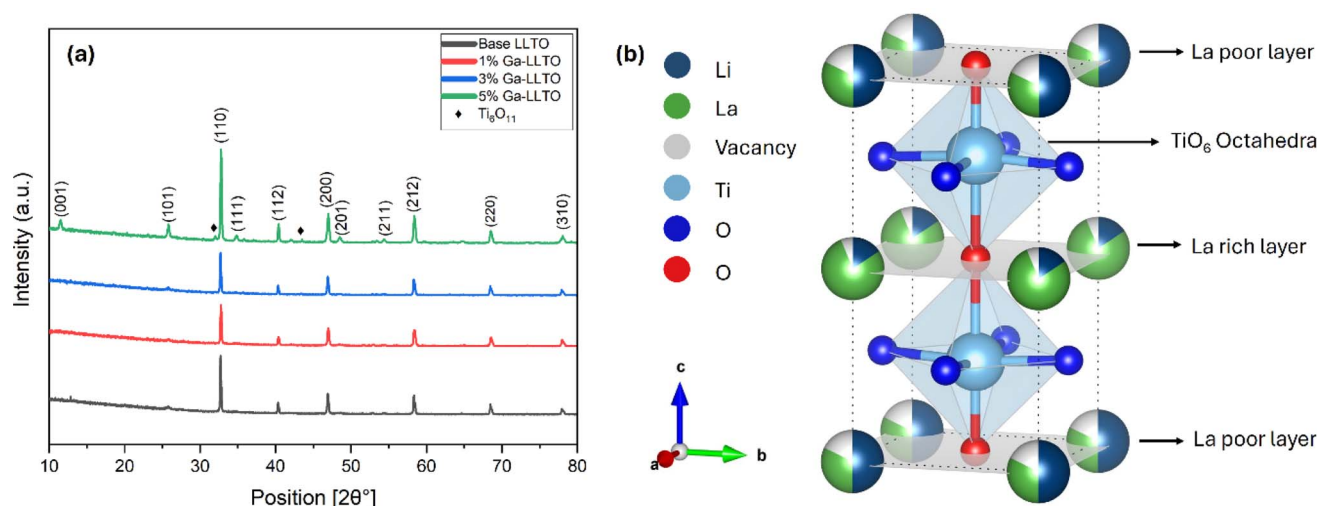 (a)
Base LLTO
1% Ga-LLTO
3% Ga-LLTO
5% Ga-LLTO
♦ Ti₆O₁₁
(001)
(101)
(110)
(111)
(112)
(200)
(201)
(211)
(212)
(220)
(310)
Intensity (a.u.)
10 20 30 40 50 60 70 80
Position [2θ°]
(b)
Li
La
Vacancy
Ti
O
O
c
a
b
La poor layer
TiO₆ Octahedra
La rich layer
La poor layer